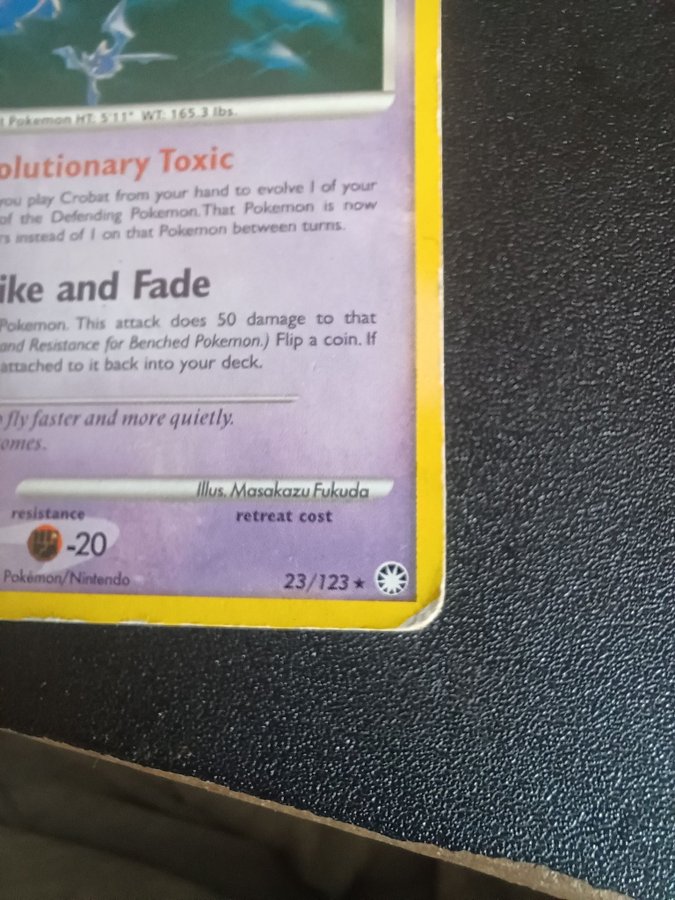 t Pokemon HT: 5'11" WT: 165.3 lbs.
olutionary Toxic
you play Crobat from your hand to evolve 1 of your
of the Defending Pokemon. That Pokemon is now
rs instead of 1 on that Pokemon between turns.
ike and Fade
Pokemon. This attack does 50 damage to that
and Resistance for Benched Pokemon.) Flip a coin. If
attached to it back into your deck.
fly faster and more quietly.
omes.
Illus. Masakazu Fukuda
resistance retreat cost
-20
Pokémon/Nintendo 23/123 ★